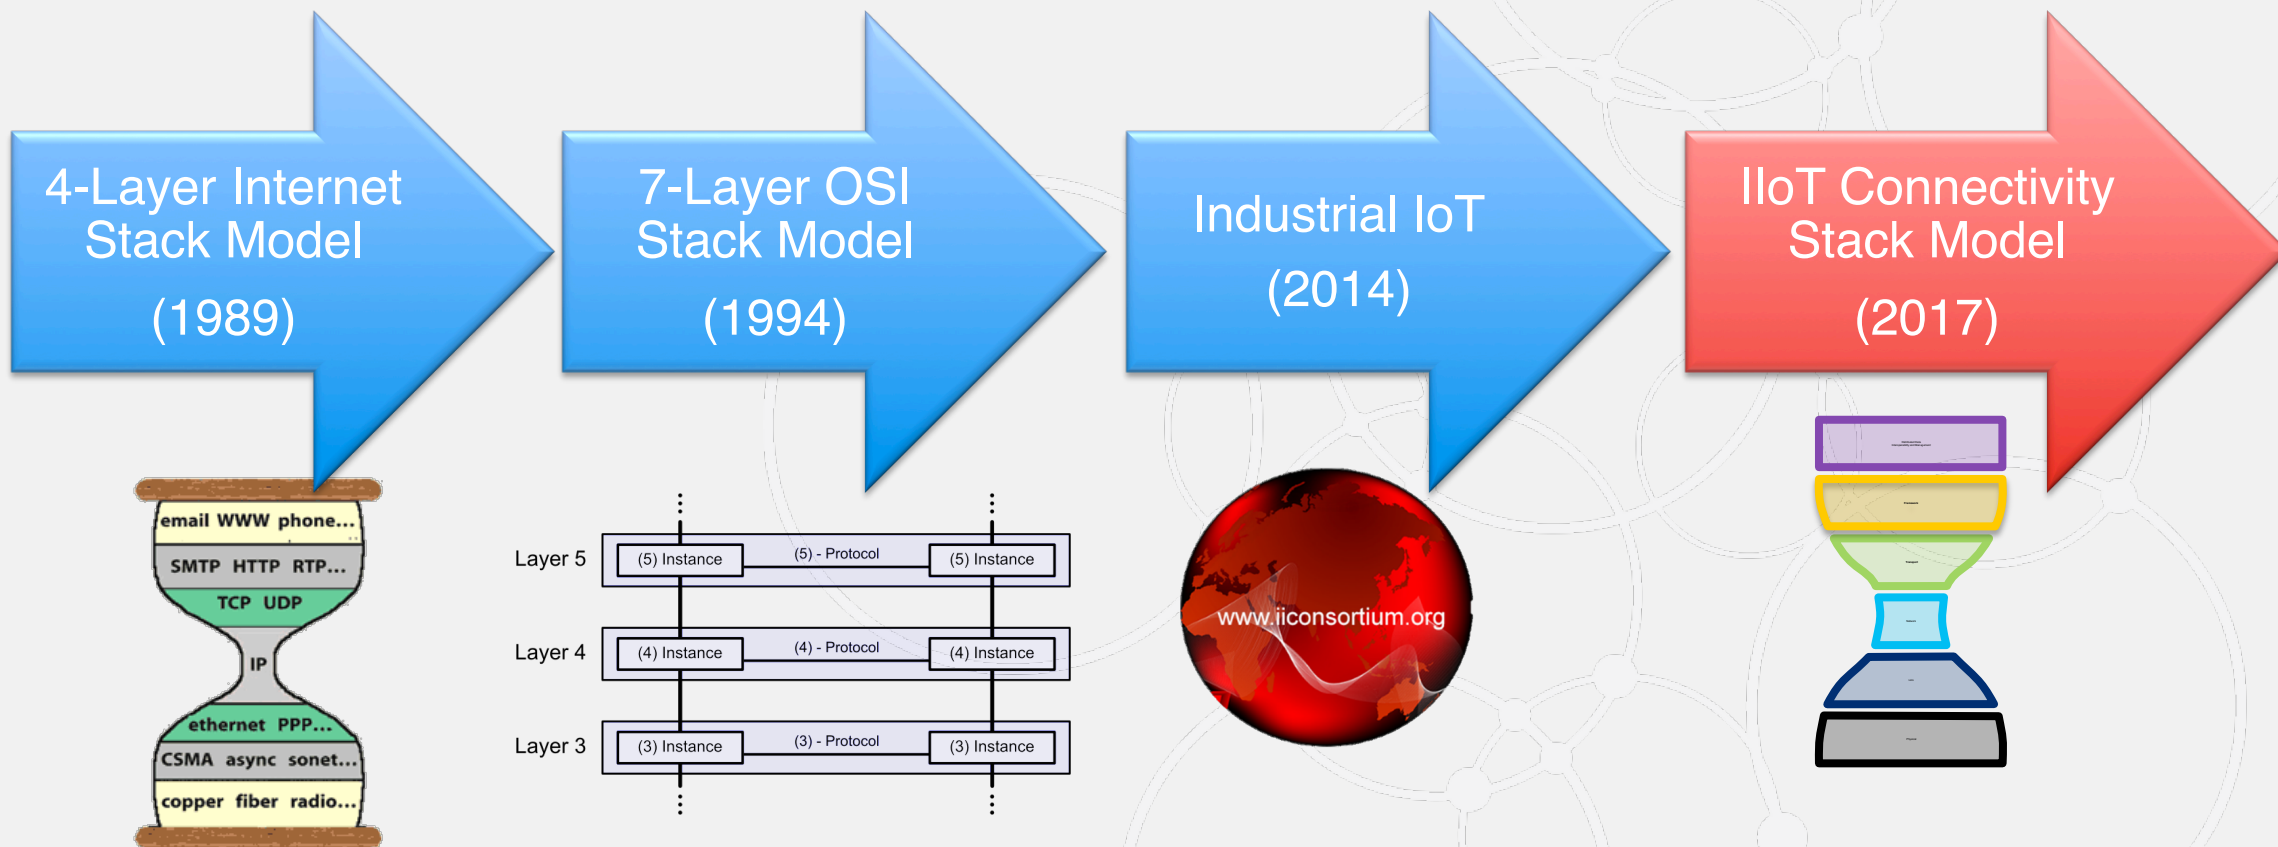 4-Layer Internet
Stack Model
(1989)
7-Layer OSI
Stack Model
(1994)
Industrial IoT
(2014)
IIoT Connectivity
Stack Model
(2017)
email WWW phone...
SMTP HTTP RTP...
TCP UDP
IP
ethernet PPP...
CSMA async sonet...
copper fiber radio...
Layer 5
(5) Instance
(5) - Protocol
(5) Instance
Layer 4
(4) Instance
(4) - Protocol
(4) Instance
Layer 3
(3) Instance
(3) - Protocol
(3) Instance
www.iiconsortium.org